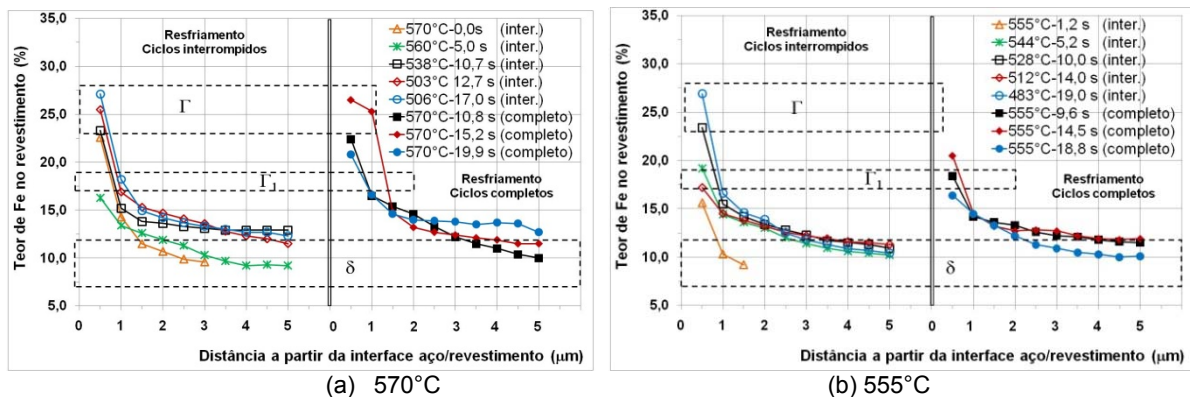 Teor de Fe no revestimento (%)
35,0
30,0
25,0
20,0
15,0
10,0
5,0
Resfriamento
Ciclos interrompidos
570°C-0,0s (inter.)
560°C-5,0 s (inter.)
538°C-10,7 s (inter.)
503°C 12,7 s (inter.)
506°C-17,0 s (inter.)
570°C-10,8 s (completo)
570°C-15,2 s (completo)
570°C-19,9 s (completo)
Γ
Γ₁
δ
Resfriamento
Ciclos completos
0 1 2 3 4 5 0 1 2 3 4 5
Distância a partir da interface aço/revestimento (μm)
(a) 570°C
Teor de Fe no revestimento (%)
35,0
30,0
25,0
20,0
15,0
10,0
5,0
Resfriamento
Ciclos interrompidos
555°C-1,2 s (inter.)
544°C-5,2 s (inter.)
528°C-10,0 s (inter.)
512°C-14,0 s (inter.)
483°C-19,0 s (inter.)
555°C-9,6 s (completo)
555°C-14,5 s (completo)
555°C-18,8 s (completo)
Γ
Γ₁
δ
Resfriamento
Ciclos completos
0 1 2 3 4 5 0 1 2 3 4 5
Distância a partir da interface aço/revestimento (μm)
(b) 555°C